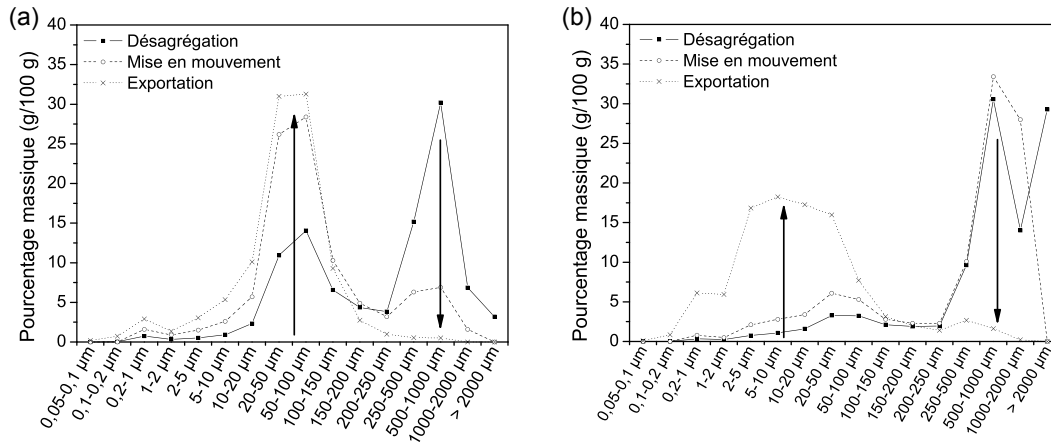 (a)
Pourcentage massique (g/100 g)
40
35
30
25
20
15
10
5
0
Désagrégation
Mise en mouvement
Exportation
0,05-0,1 µm
0,1-0,2 µm
0,2-1 µm
1-2 µm
2-5 µm
5-10 µm
10-20 µm
20-50 µm
50-100 µm
100-150 µm
150-200 µm
200-250 µm
250-500 µm
500-1000 µm
1000-2000 µm
> 2000 µm
(b)
Pourcentage massique (g/100 g)
40
35
30
25
20
15
10
5
0
Désagrégation
Mise en mouvement
Exportation
0,05-0,1 µm
0,1-0,2 µm
0,2-1 µm
1-2 µm
2-5 µm
5-10 µm
10-20 µm
20-50 µm
50-100 µm
100-150 µm
150-200 µm
200-250 µm
250-500 µm
500-1000 µm
1000-2000 µm
> 2000 µm